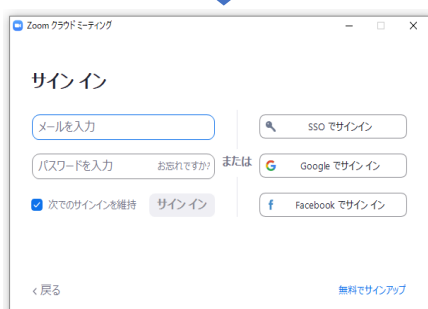 Zoom クラウド ミーティング
サイン イン
メールを入力
パスワードを入力 お忘れですか?
次でのサインインを維持 サイン イン
または
SSO でサインイン
G Google でサイン イン
f Facebook でサイン イン
< 戻る
無料でサインアップ